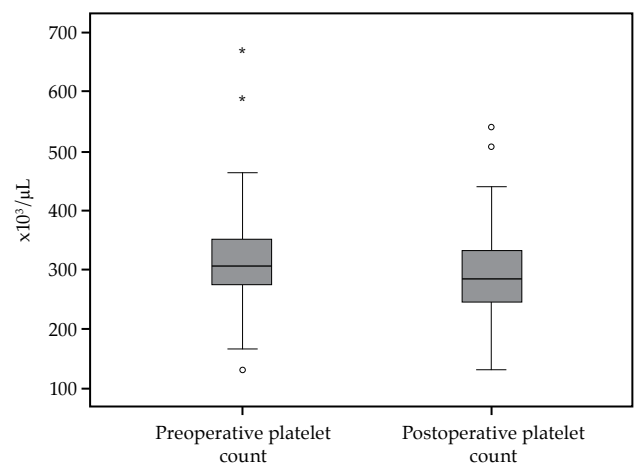 700
600
500
400
300
200
100
x10³/µL
Preoperative platelet
count
Postoperative platelet
count